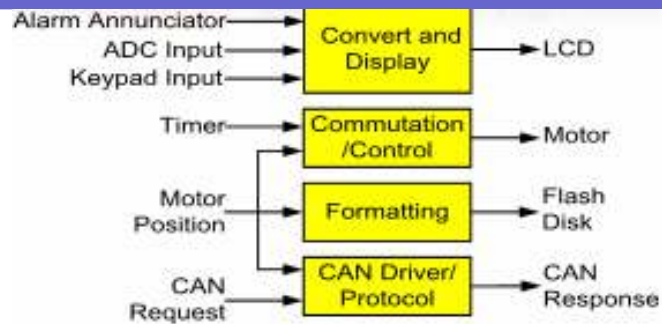 Alarm Annunciator
ADC Input
Keypad Input
Convert and
Display
LCD
Timer
Commutation
/Control
Motor
Motor
Position
Formatting
Flash
Disk
CAN
Request
CAN Driver/
Protocol
CAN
Response